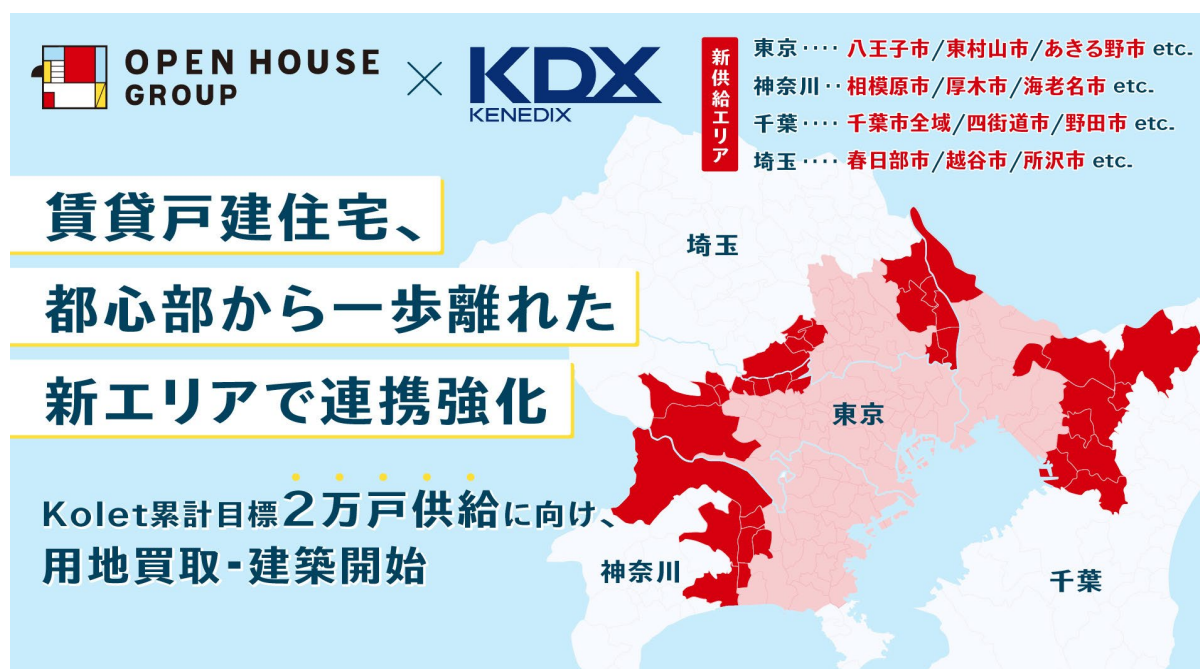 OPEN HOUSE
GROUP
×
KDX
KENEDIX
新供給エリア
東京‥‥ 八王子市/東村山市/あきる野市 etc.
神奈川‥ 相模原市/厚木市/海老名市 etc.
千葉‥‥ 千葉市全域/四街道市/野田市 etc.
埼玉‥‥ 春日部市/越谷市/所沢市 etc.
賃貸戸建住宅、
都心部から一歩離れた
新エリアで連携強化
Kolet累計目標2万戸供給に向け、
用地買取-建築開始
埼玉
東京
神奈川
千葉